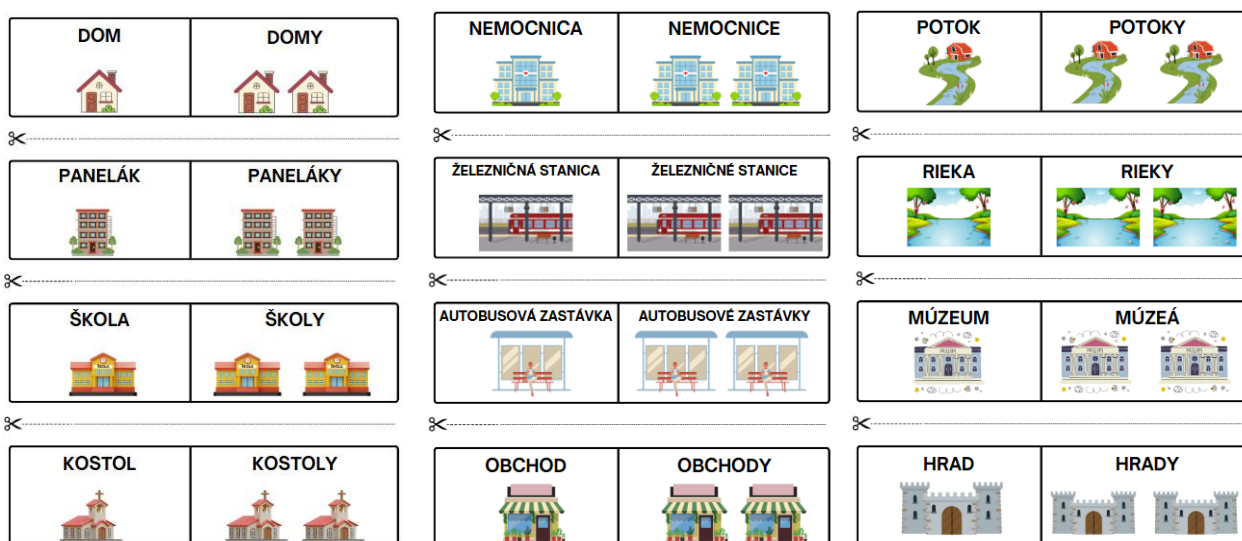 DOM
DOMY
PANELÁK
PANELÁKY
ŠKOLA
ŠKOLY
KOSTOL
KOSTOLY
NEMOCNICA
NEMOCNICE
ŽELEZNIČNÁ STANICA
ŽELEZNIČNÉ STANICE
AUTOBUSOVÁ ZASTÁVKA
AUTOBUSOVÉ ZASTÁVKY
OBCHOD
OBCHODY
POTOK
POTOKY
RIEKA
RIEKY
MÚZEUM
MÚZEÁ
HRAD
HRADY